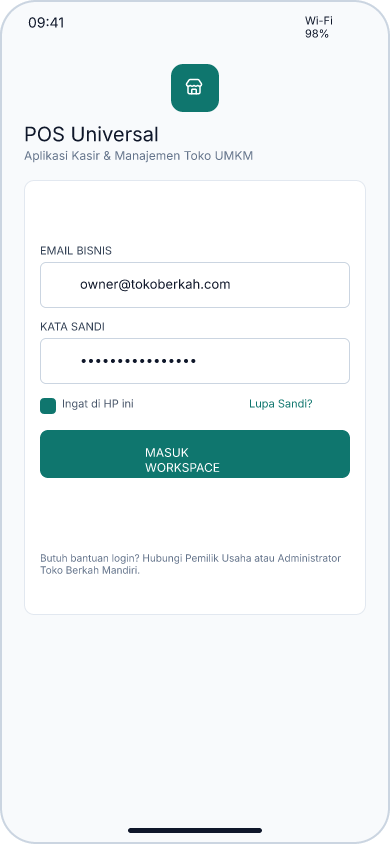 09:41
Wi-Fi
98%
POS Universal
Aplikasi Kasir & Manajemen Toko UMKM
EMAIL BISNIS
owner@tokoberkah.com
KATA SANDI
••••••••••••••••
Ingat di HP ini
Lupa Sandi?
MASUK
WORKSPACE
Butuh bantuan login? Hubungi Pemilik Usaha atau Administrator
Toko Berkah Mandiri.